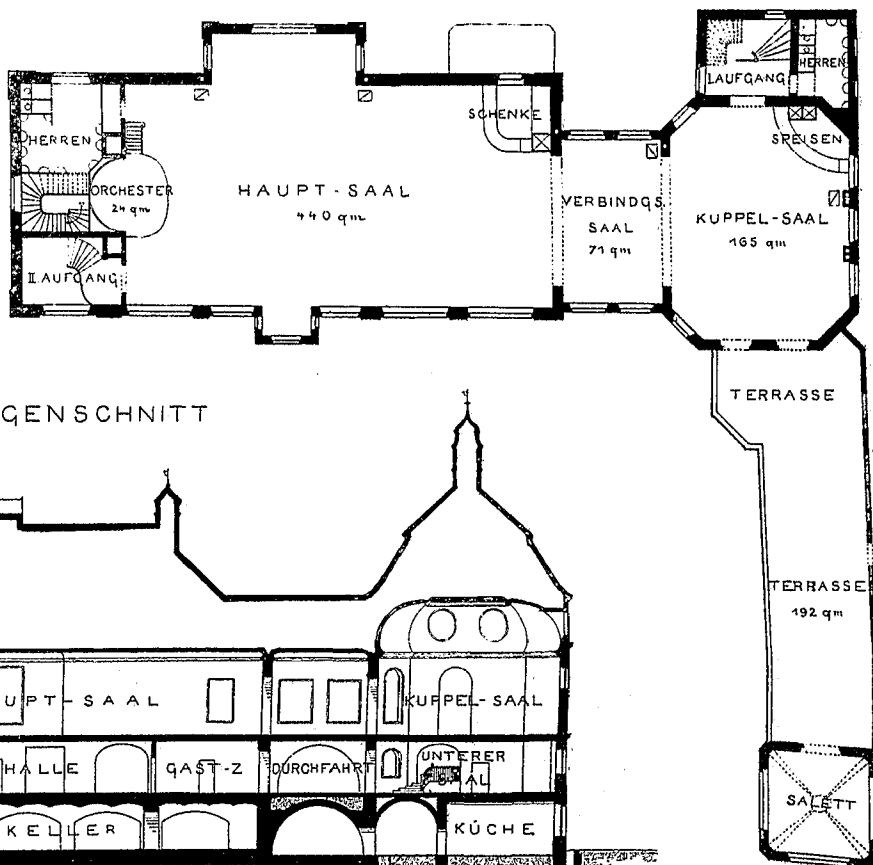 HERREN
LAUFGANG
HERREN
SCHENKE
SPEISEN
ORCHESTER
24 qm
HAUPT-SAAL
440 qm
VERBINDGS.
SAAL
71 qm
KUPPEL-SAAL
165 qm
II. AUFGANG
TERRASSE
GENSCHNITT
TERRASSE
192 qm
UPT-SAAL
KUPPEL-SAAL
HALLE
GAST-Z
DURCHFAHRT
UNTERER
SAAL
SALETT
KELLER
KÜCHE